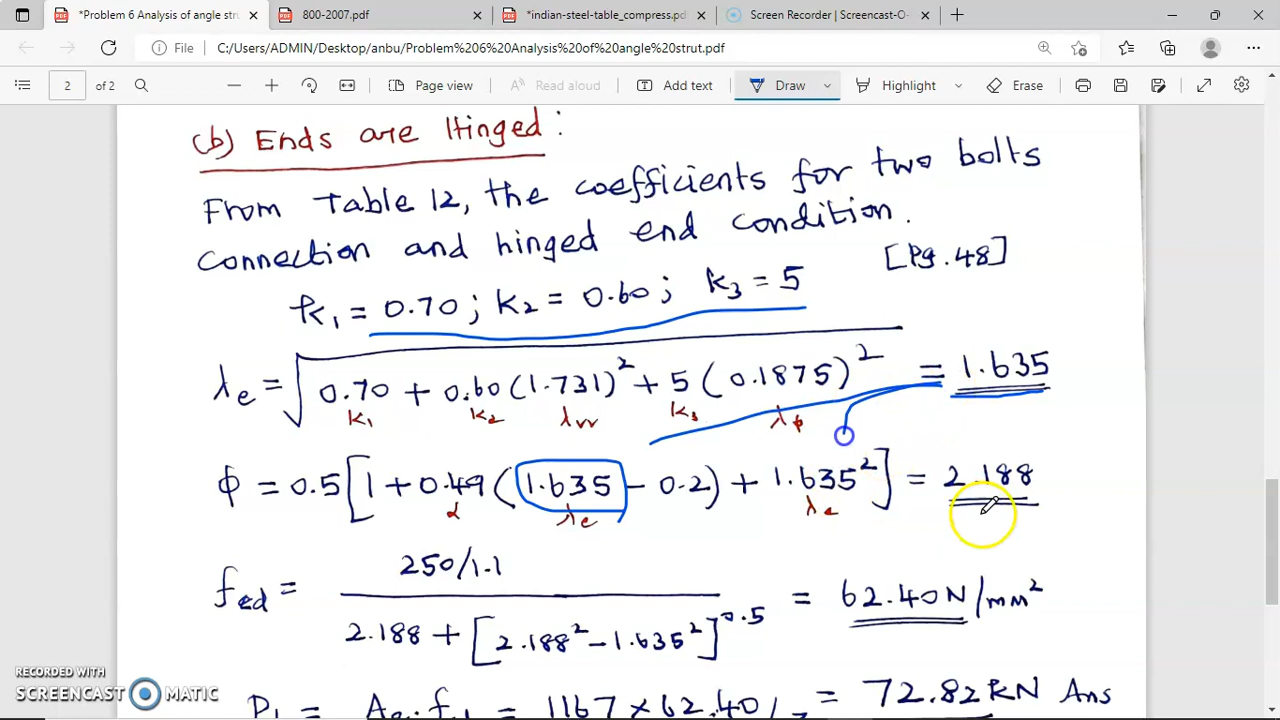 *Problem 6 Analysis of angle str
800-2007.pdf
*indian-steel-table_compress.pd
Screen Recorder | Screencast-O-
File C:/Users/ADMIN/Desktop/anbu/Problem%206%20Analysis%20of%20angle%20strut.pdf
2 of 2 Page view Read aloud Add text Draw Highlight Erase
(b) Ends are Hinged :
From Table 12, the coefficients for two bolts
connection and hinged end condition.
[Pg. 48]
K₁ = 0.70 ; K₂ = 0.60 ; K₃ = 5
λe = √0.70 + 0.60 (1.731)² + 5 (0.1875)² = 1.635
K₁ K₂ λvv K₃ λφ
φ = 0.5 [1 + 0.49 (1.635 - 0.2) + 1.635²] = 2.188
α λe λe
fcd = 250/1.1 / 2.188 + [2.188² - 1.635²]^0.5 = 62.40 N/mm²
= 1167 x 62.40/ = 72.82 KN Ans
RECORDED WITH
SCREENCAST MATIC